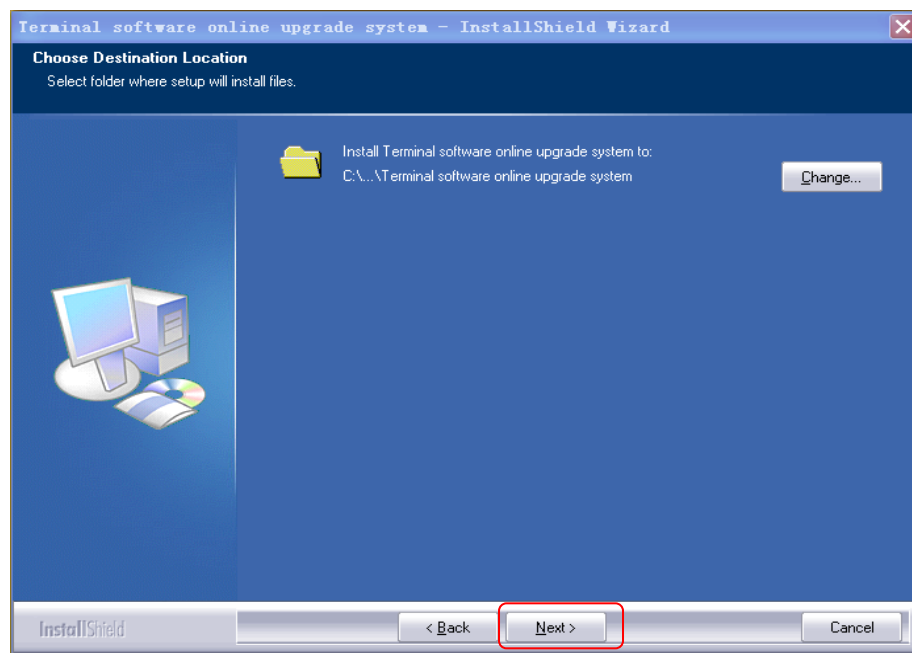 Terminal software online upgrade system - InstallShield Wizard
Choose Destination Location
Select folder where setup will install files.
Install Terminal software online upgrade system to:
C:\...\Terminal software online upgrade system
Change...
InstallShield
< Back
Next >
Cancel